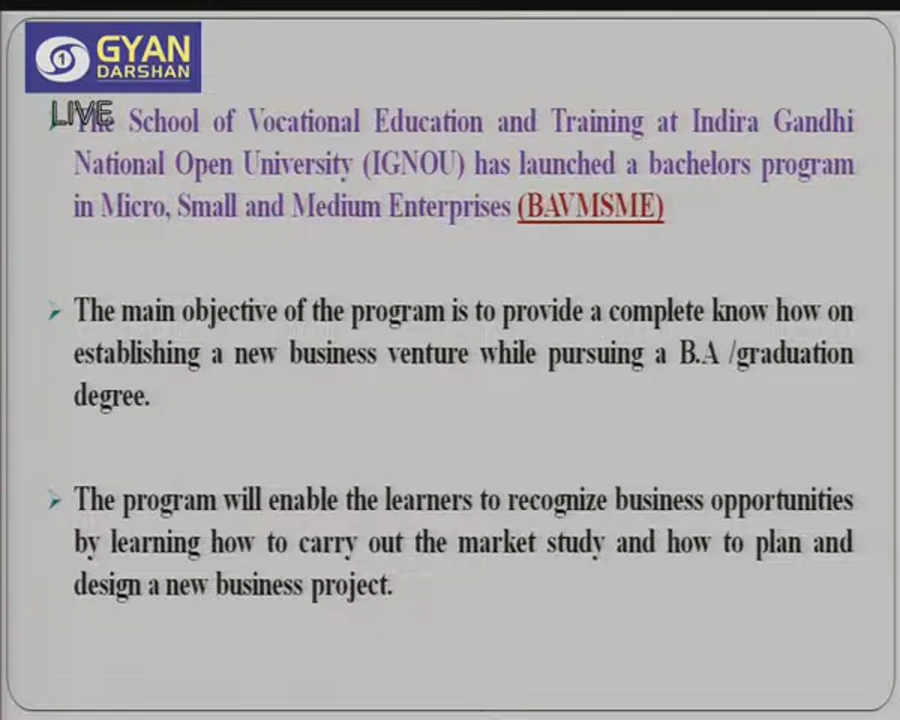 GYAN
DARSHAN
LIVE
The School of Vocational Education and Training at Indira Gandhi
National Open University (IGNOU) has launched a bachelors program
in Micro, Small and Medium Enterprises (BAVMSME)
The main objective of the program is to provide a complete know how on
establishing a new business venture while pursuing a B.A /graduation
degree.
The program will enable the learners to recognize business opportunities
by learning how to carry out the market study and how to plan and
design a new business project.